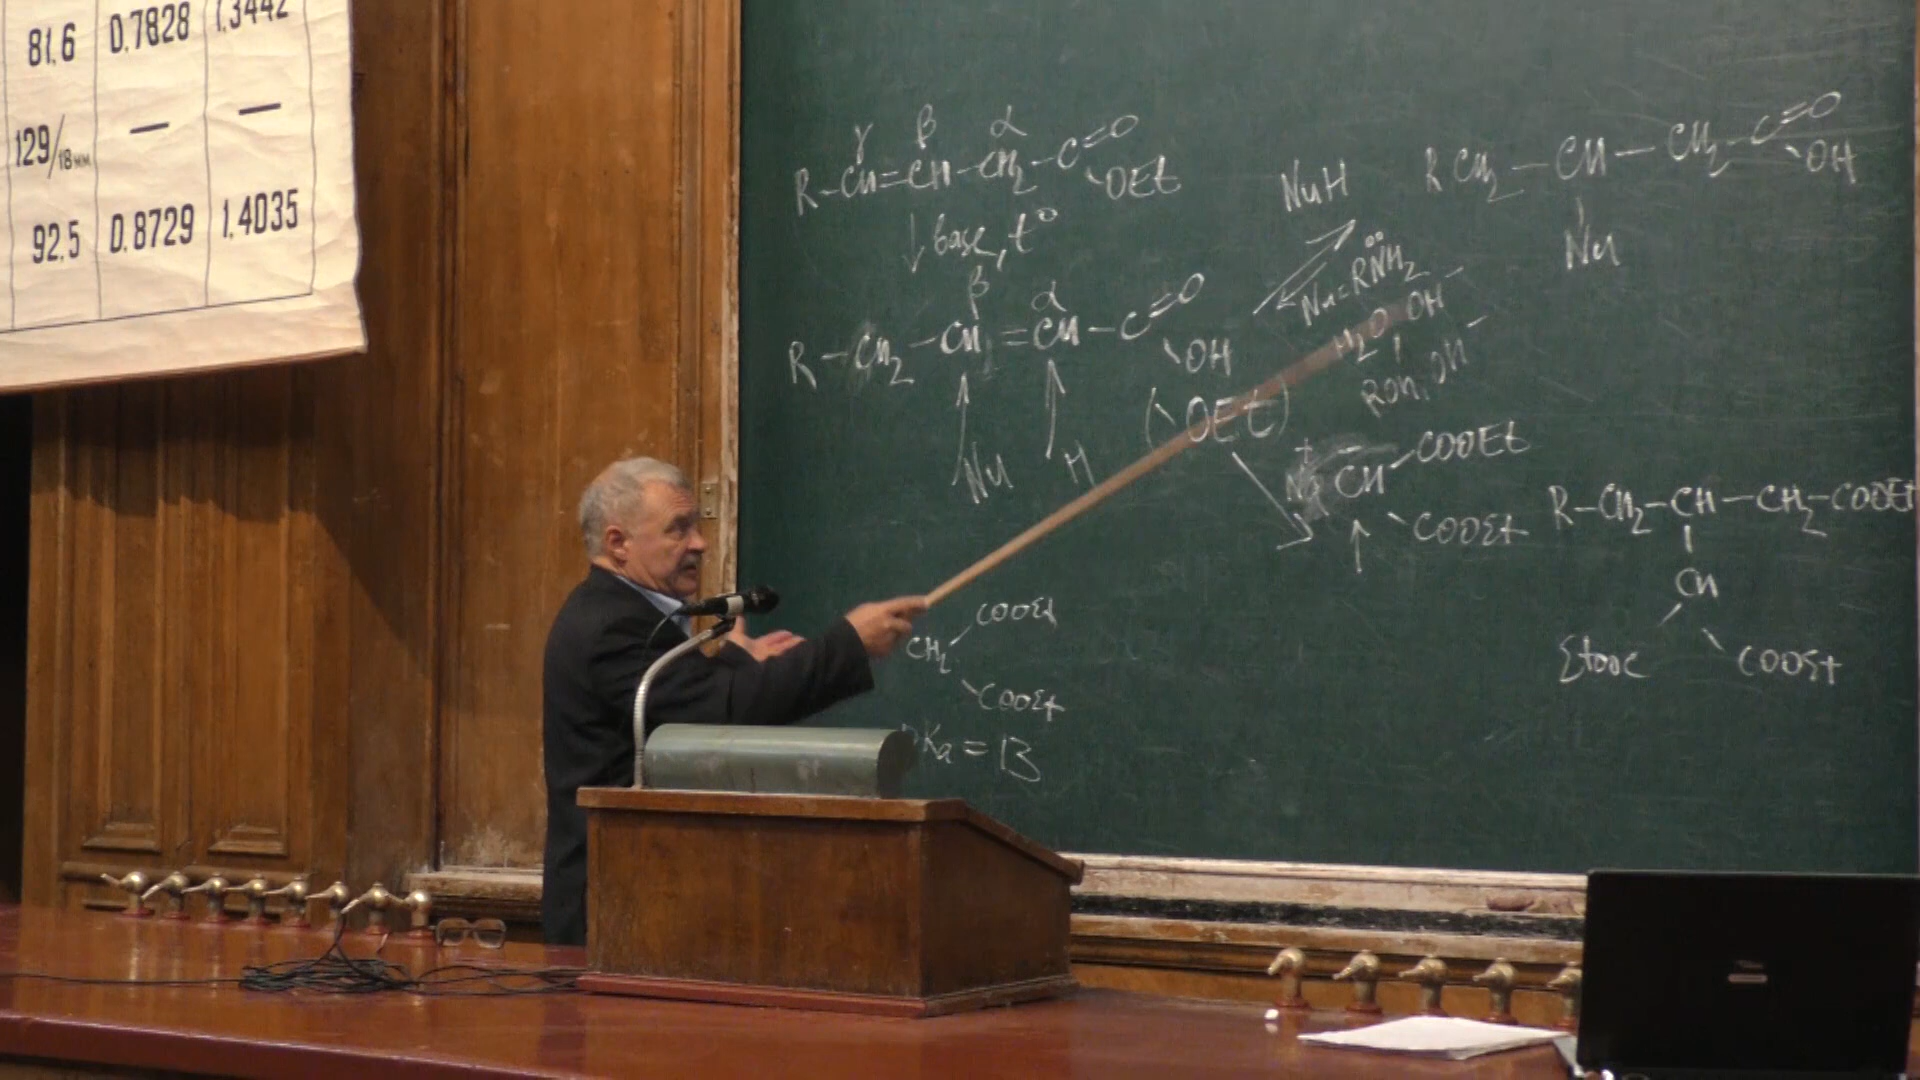 81,6 0,7828 1,3442
129/18мм — —
92,5 0,8729 1,4035
γ β α
R-CH=CH-CH2-C=O
OEt
↓ base, t°
β α
R-CH2-CH=CH-C=O
OH
(OEt)
Nu H
NuH
Nu=RNH2
H2O, OH-
ROH, OH-
RCH2-CH-CH2-C=O
OH
Nu
CH COOEt
COOEt
R-CH2-CH-CH2-COOEt
CH
EtOOC COOEt
COOEt
CH2
COOEt
pKa = 13